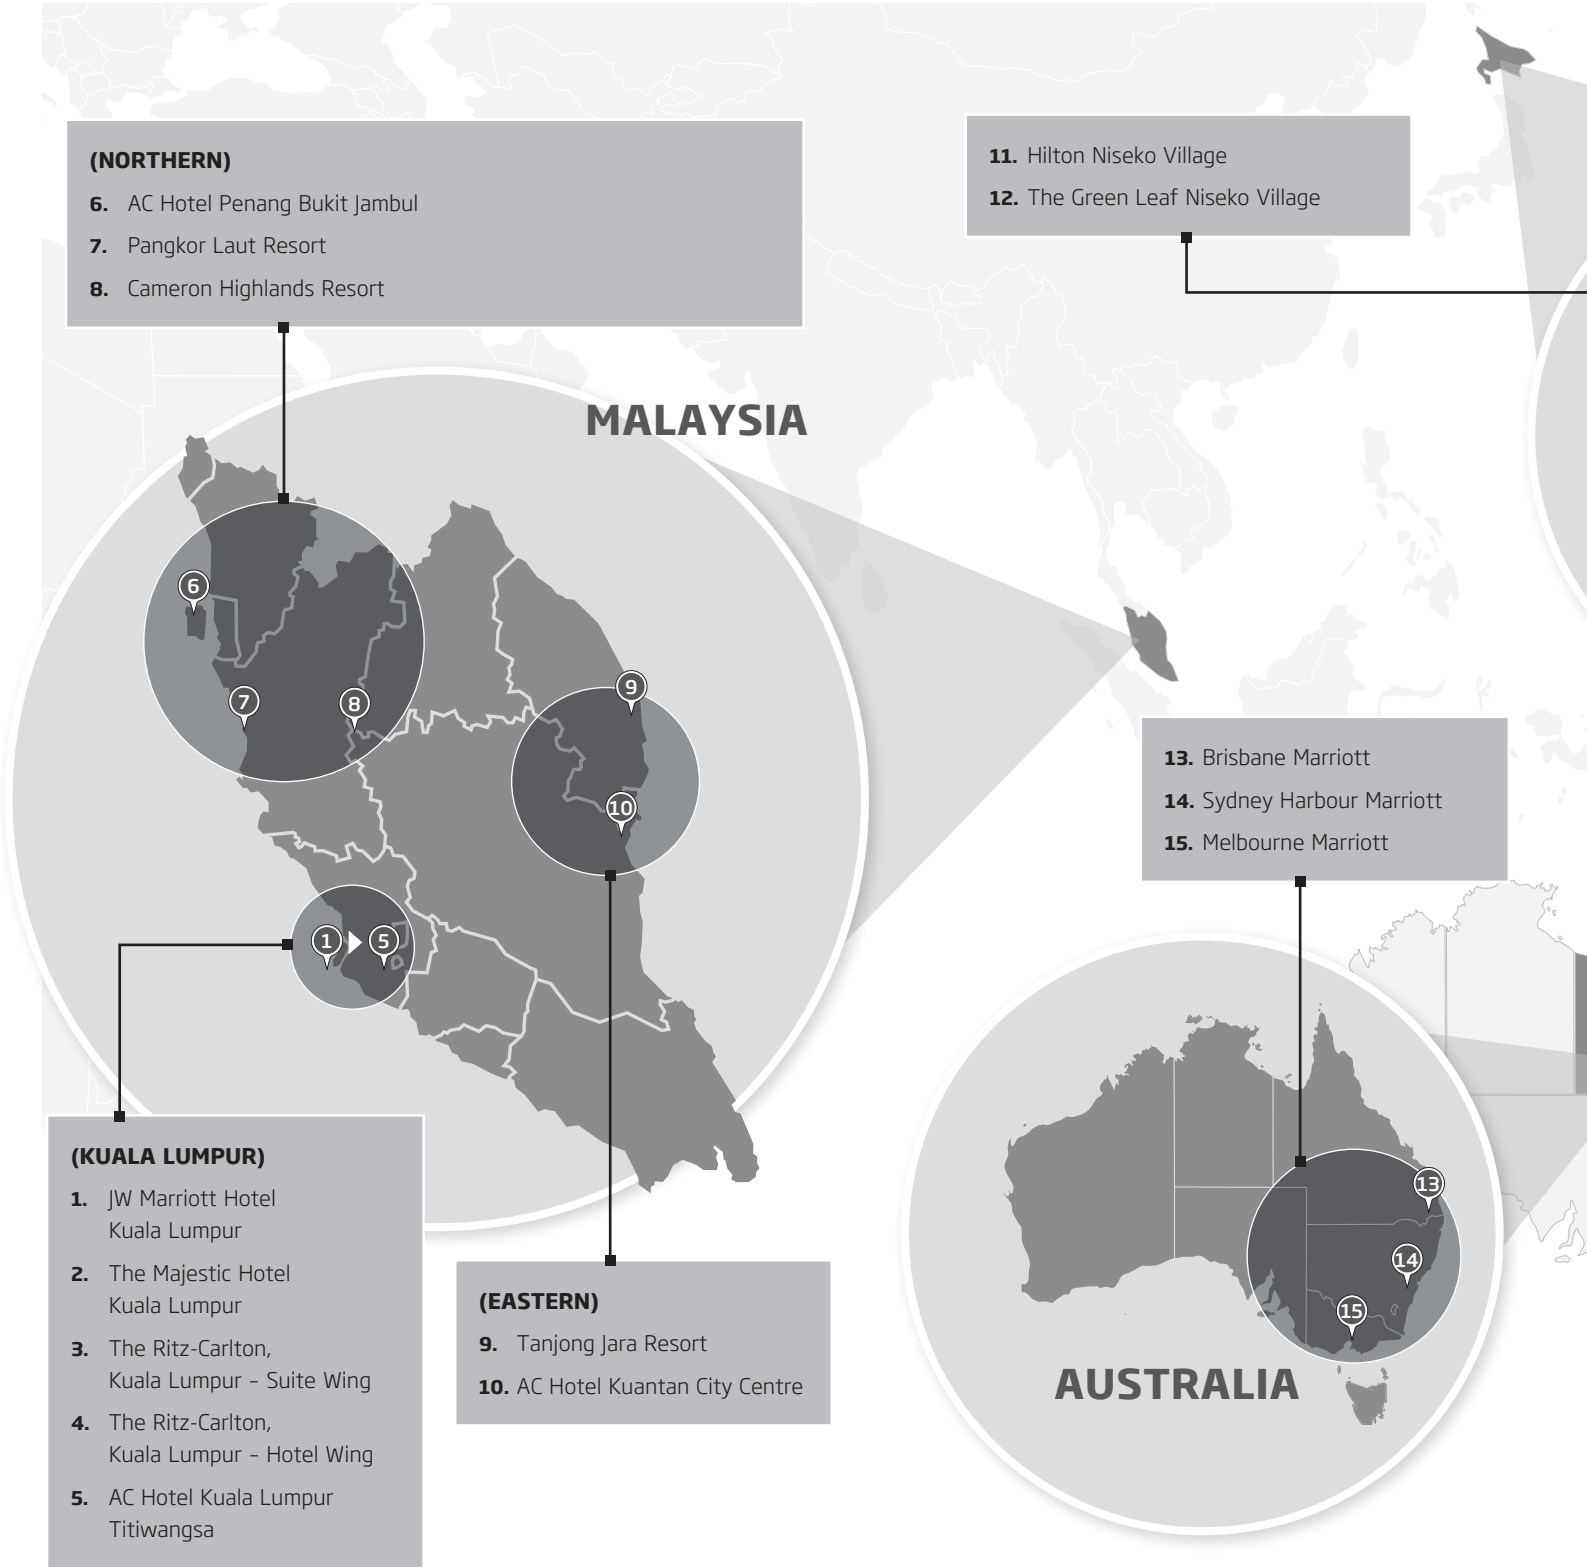 (NORTHERN)
6. AC Hotel Penang Bukit Jambul
7. Pangkor Laut Resort
8. Cameron Highlands Resort
11. Hilton Niseko Village
12. The Green Leaf Niseko Village
MALAYSIA
6
7
8
9
10
1
5
13. Brisbane Marriott
14. Sydney Harbour Marriott
15. Melbourne Marriott
(KUALA LUMPUR)
1. JW Marriott Hotel
Kuala Lumpur
2. The Majestic Hotel
Kuala Lumpur
3. The Ritz-Carlton,
Kuala Lumpur – Suite Wing
4. The Ritz-Carlton,
Kuala Lumpur – Hotel Wing
5. AC Hotel Kuala Lumpur
Titiwangsa
(EASTERN)
9. Tanjong Jara Resort
10. AC Hotel Kuantan City Centre
13
14
15
AUSTRALIA